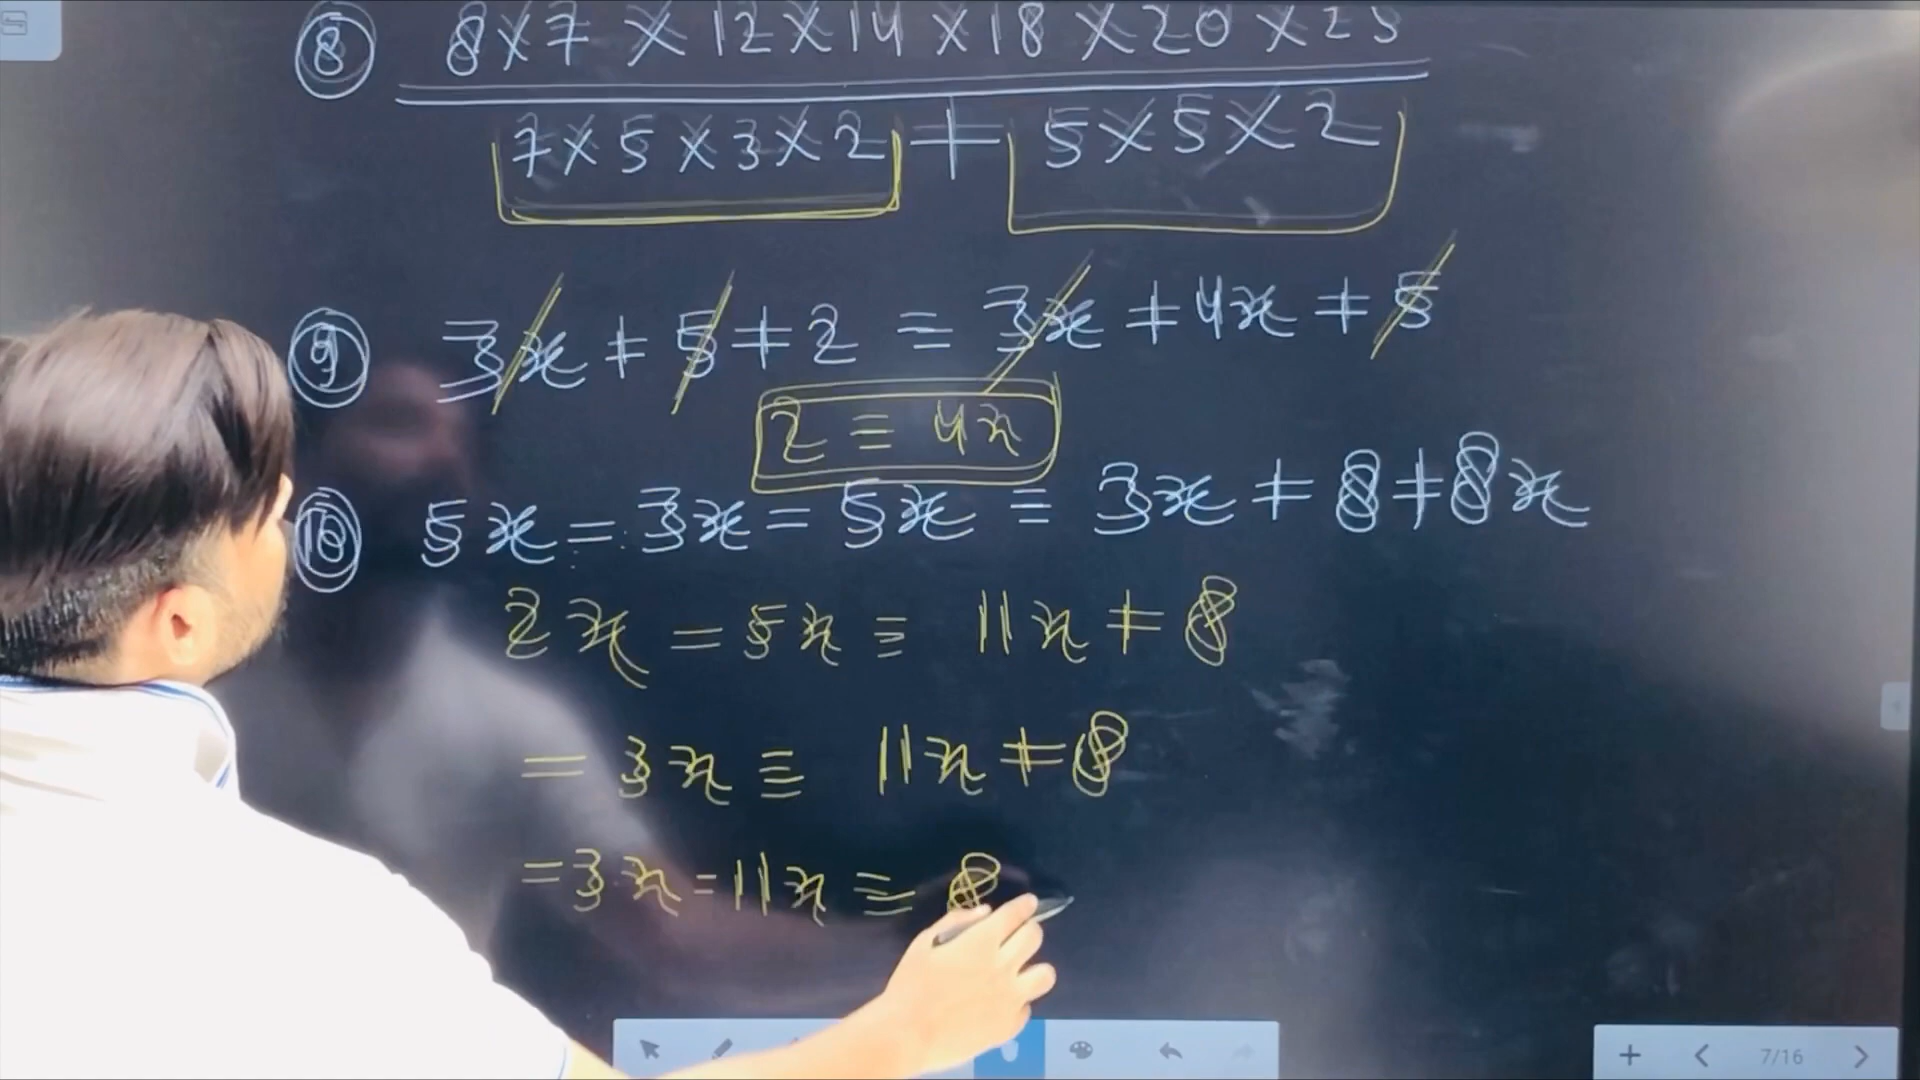 ⑧ 8×7×12×14×18×20×25
7×5×3×2 + 5×5×2
⑨ 3x + 5 + 2 = 3x + 4x + 5
2 = 4x
⑩ 5x - 3x - 5x = 3x + 8 + 8x
2x - 5x = 11x + 8
-3x = 11x + 8
-3x - 11x = 8
7/16